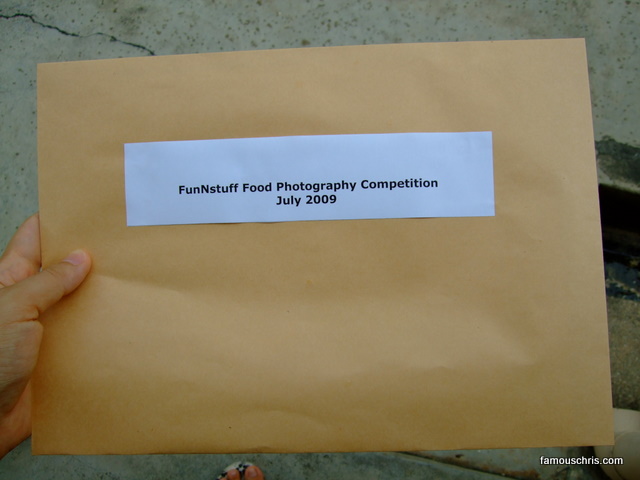 FunNstuff Food Photography Competition
July 2009
famouschris.com